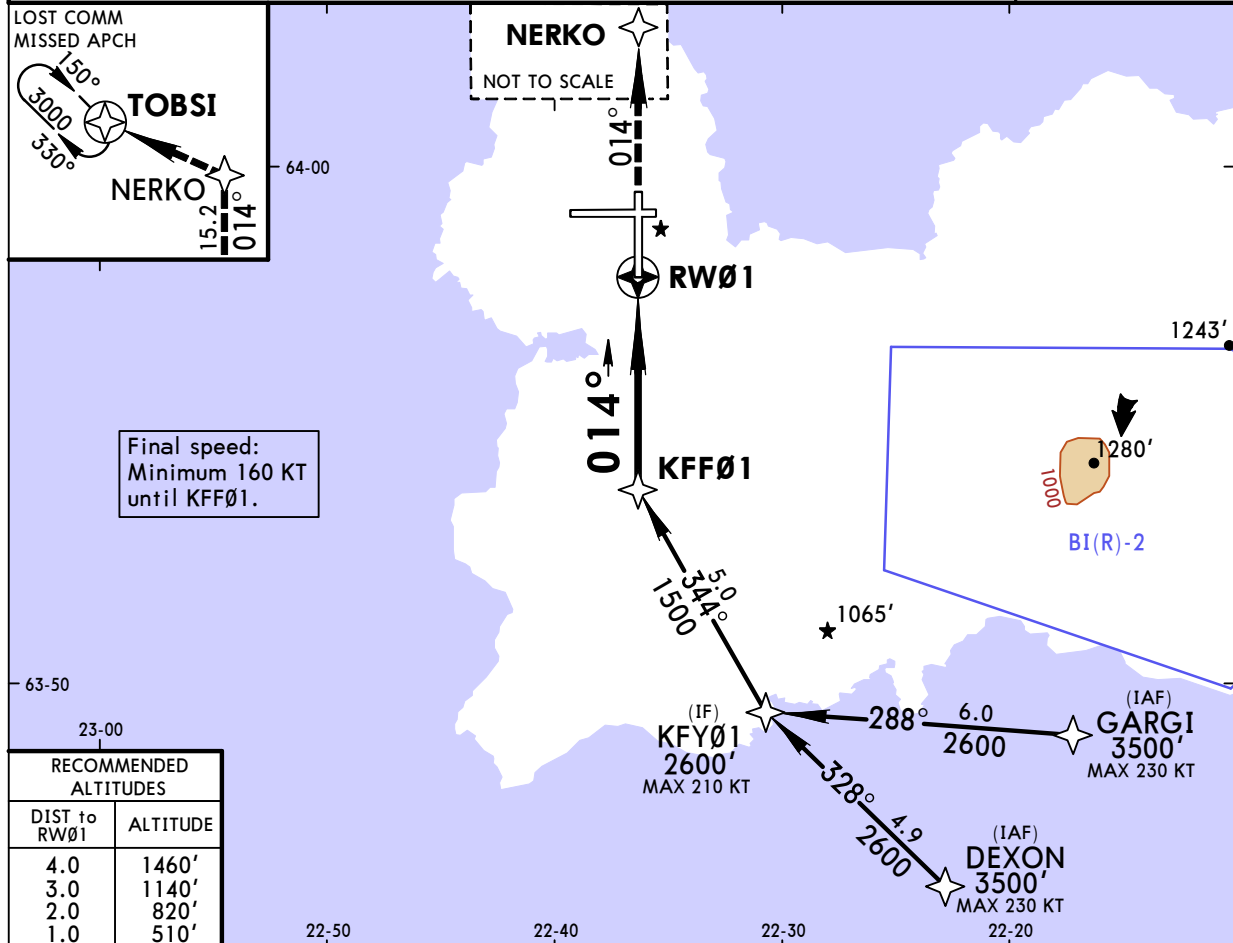 LOST COMM
MISSED APCH
150°
3000
330°
TOBSI
NERKO
15.2
014°
NERKO
NOT TO SCALE
014°
64-00
RWØ1
1243'
014°
Final speed:
Minimum 160 KT
until KFFØ1.
KFFØ1
1280'
1000
BI(R)-2
5.0
344°
1500
1065'
63-50
(IF)
KFYØ1
2600'
MAX 210 KT
288°
6.0
2600
(IAF)
GARGI
3500'
MAX 230 KT
328°
4.9
2600
(IAF)
DEXON
3500'
MAX 230 KT
23-00
RECOMMENDED
ALTITUDES
DIST to
RWØ1
ALTITUDE
4.0 1460'
3.0 1140'
2.0 820'
1.0 510'
22-50
22-40
22-30
22-20